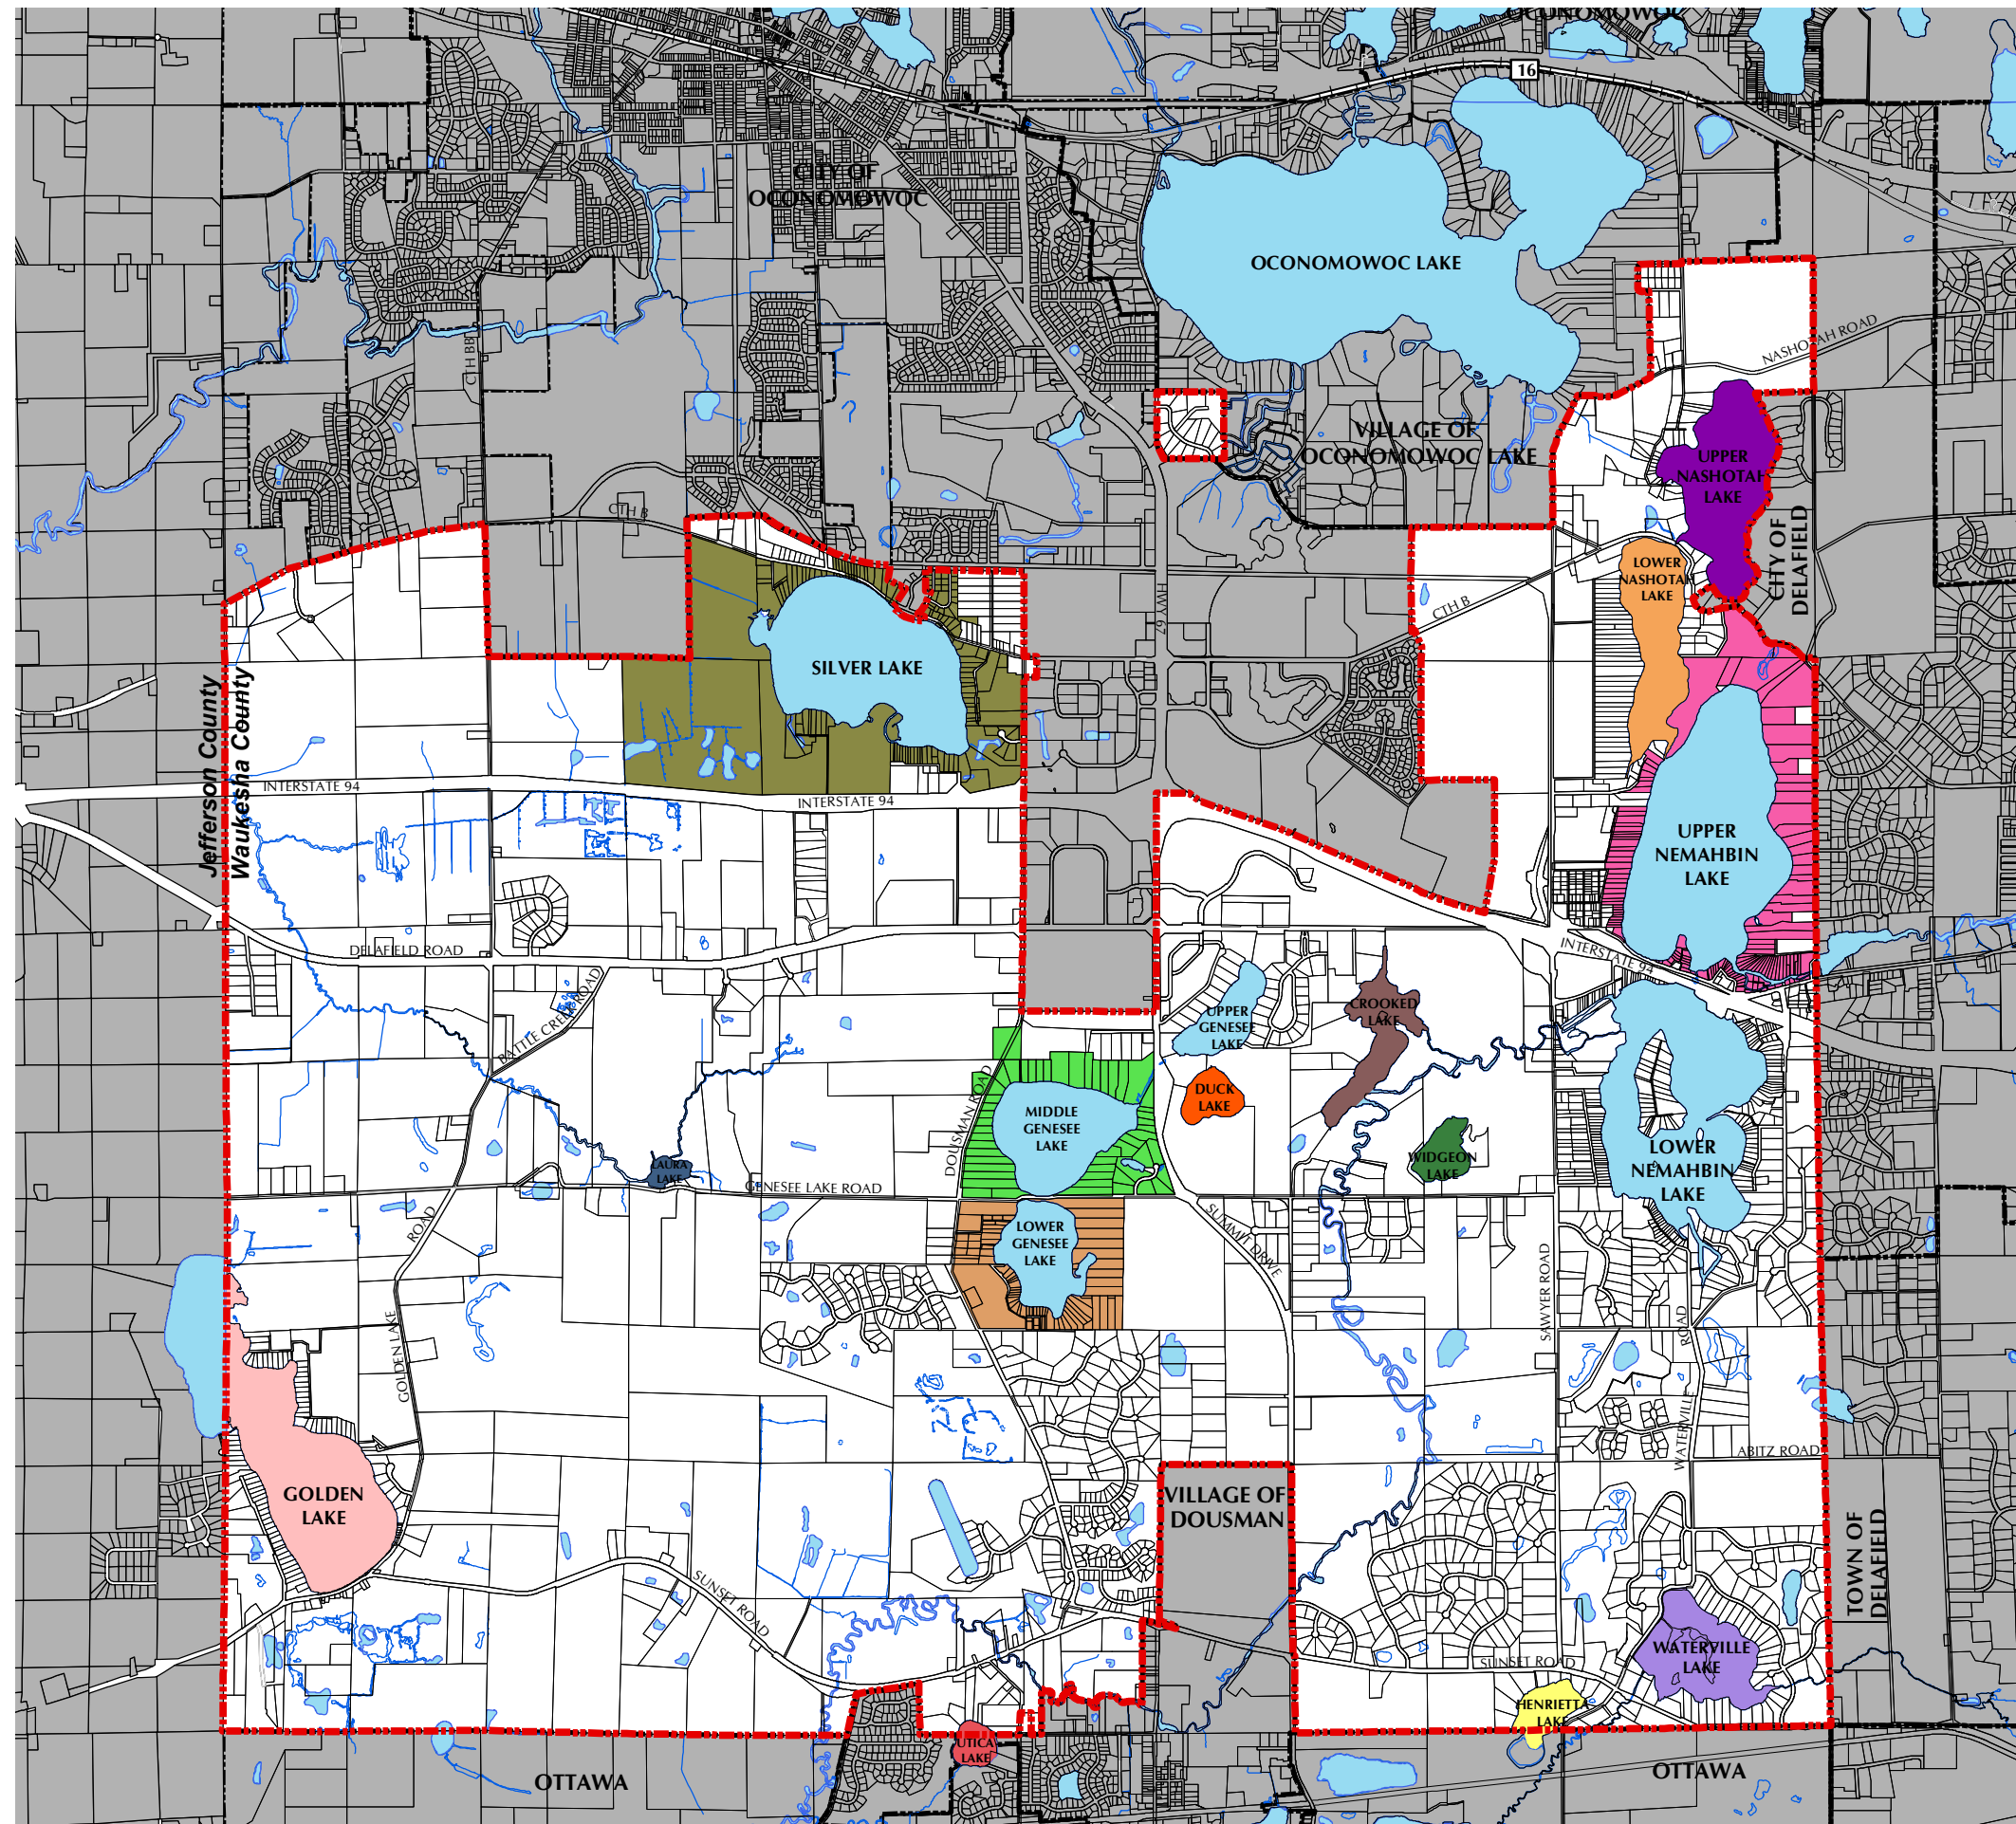 OCONOMOWOC
16
CITY OF
OCONOMOWOC
OCONOMOWOC LAKE
NASHOTAH ROAD
CTH BB
VILLAGE OF
OCONOMOWOC LAKE
UPPER
NASHOTAH
LAKE
CTH B
CITY OF
DELAFIELD
LOWER
NASHOTAH
LAKE
CTH B
HWY 67
SILVER LAKE
Jefferson County
Waukesha County
INTERSTATE 94
INTERSTATE 94
UPPER
NEMAHBIN
LAKE
DELAFIELD ROAD
INTERSTATE 94
BATTLE CREEK ROAD
UPPER
GENESEE
LAKE
CROOKED
LAKE
DUCK
LAKE
MIDDLE
GENESEE
LAKE
DOUSMAN ROAD
LAURA
LAKE
GENESEE LAKE ROAD
WIDGEON
LAKE
LOWER
NEMAHBIN
LAKE
LOWER
GENESEE
LAKE
SUMMIT DRIVE
GOLDEN LAKE
ROAD
SAWYER ROAD
WATERVILLE
ROAD
ABITZ ROAD
GOLDEN
LAKE
VILLAGE OF
DOUSMAN
TOWN OF
DELAFIELD
SUNSET ROAD
WATERVILLE
LAKE
SUNSET ROAD
HENRIETTA
LAKE
UTICA
LAKE
OTTAWA
OTTAWA